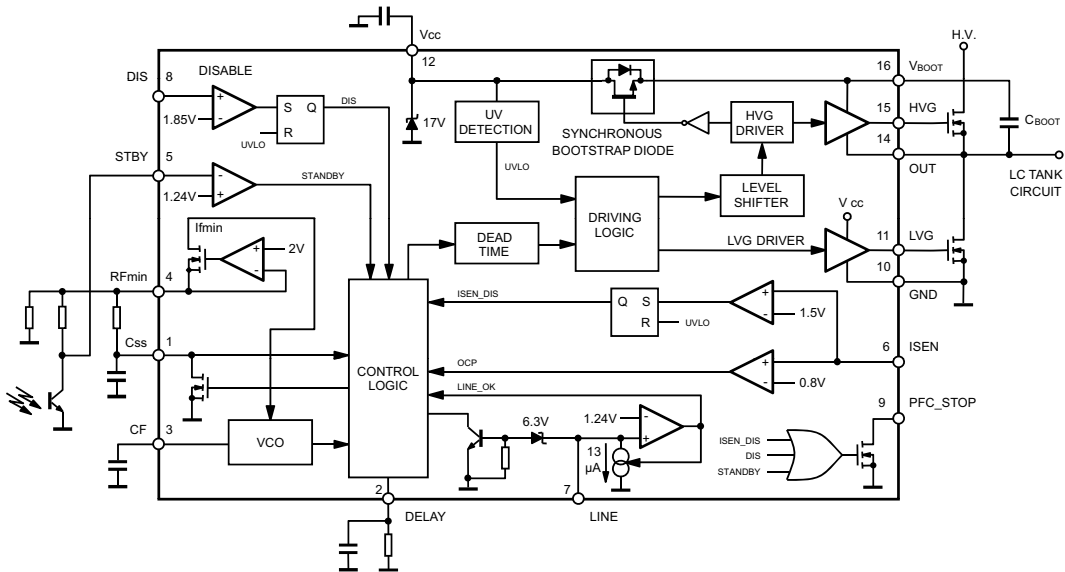 Vcc
H.V.
12
16
VBOOT
DIS
8
DISABLE
S
Q
DIS
R
1.85V
UVLO
17V
UV
DETECTION
UVLO
SYNCHRONOUS
BOOTSTRAP DIODE
HVG
DRIVER
15
HVG
14
OUT
CBOOT
LC TANK
CIRCUIT
STBY
5
1.24V
STANDBY
LEVEL
SHIFTER
DRIVING
LOGIC
DEAD
TIME
LVG DRIVER
V cc
11
LVG
10
GND
Ifmin
2V
RFmin
4
ISEN_DIS
Q
S
R
UVLO
1.5V
Css
1
CONTROL
LOGIC
OCP
0.8V
6
ISEN
LINE_OK
9
PFC_STOP
CF
3
VCO
6.3V
1.24V
13
µA
ISEN_DIS
DIS
STANDBY
2
DELAY
7
LINE